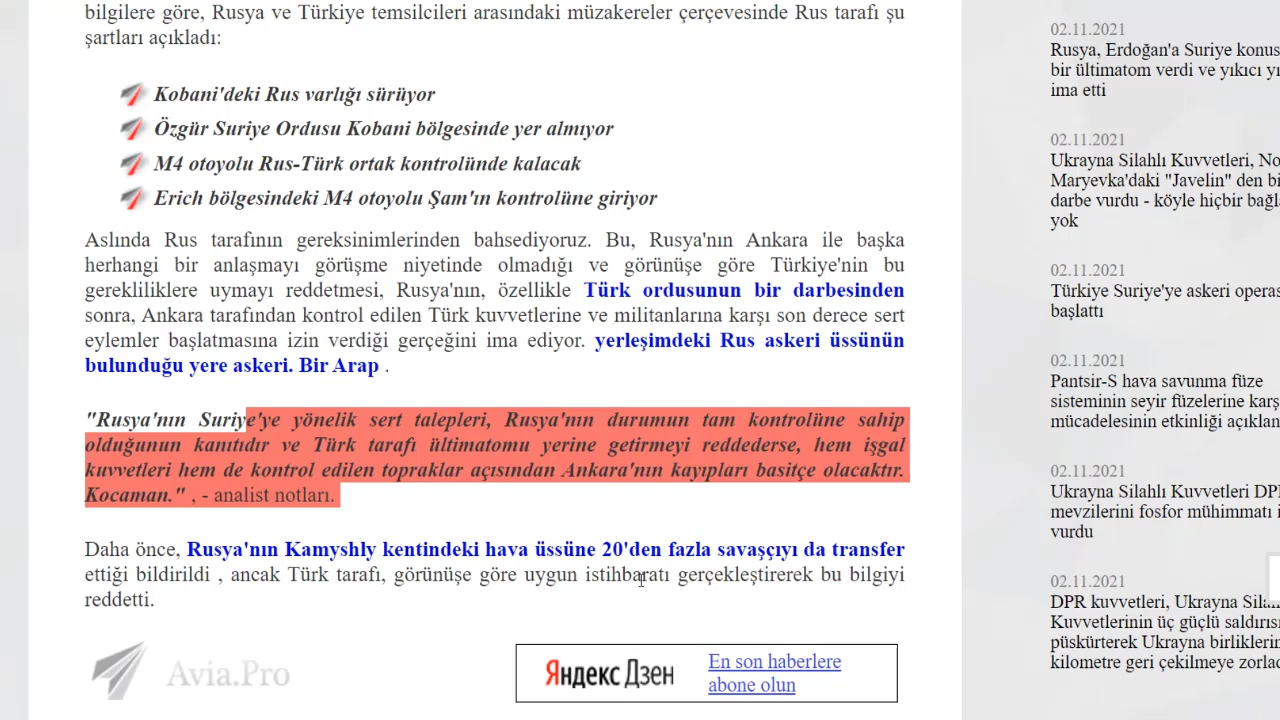 bilgilere göre, Rusya ve Türkiye temsilcileri arasındaki müzakereler çerçevesinde Rus tarafı şu
şartları açıkladı:
Kobani'deki Rus varlığı sürüyor
Özgür Suriye Ordusu Kobani bölgesinde yer almıyor
M4 otoyolu Rus-Türk ortak kontrolünde kalacak
Erich bölgesindeki M4 otoyolu Şam'ın kontrolüne giriyor
Aslında Rus tarafının gereksinimlerinden bahsediyoruz. Bu, Rusya'nın Ankara ile başka
herhangi bir anlaşmayı görüşme niyetinde olmadığı ve görünüşe göre Türkiye'nin bu
gerekliliklere uymayı reddetmesi, Rusya'nın, özellikle Türk ordusunun bir darbesinden
sonra, Ankara tarafından kontrol edilen Türk kuvvetlerine ve militanlarına karşı son derece sert
eylemler başlatmasına izin verdiği gerçeğini ima ediyor. yerleşimdeki Rus askeri üssünün
bulunduğu yere askeri. Bir Arap .
"Rusya'nın Suriye'ye yönelik sert talepleri, Rusya'nın durumun tam kontrolüne sahip
olduğunun kanıtıdır ve Türk tarafı ültimatomu yerine getirmeyi reddederse, hem işgal
kuvvetleri hem de kontrol edilen topraklar açısından Ankara'nın kayıpları basitçe olacaktır.
Kocaman." , - analist notları.
Daha önce, Rusya'nın Kamyshly kentindeki hava üssüne 20'den fazla savaşçıyı da transfer
ettiği bildirildi , ancak Türk tarafı, görünüşe göre uygun istihbaratı gerçekleştirerek bu bilgiyi
reddetti.
Avia.Pro
Яндекс Дзен
En son haberlere
abone olun
02.11.2021
Rusya, Erdoğan'a Suriye konus
bir ültimatom verdi ve yıkıcı yı
ima etti
02.11.2021
Ukrayna Silahlı Kuvvetleri, No
Maryevka'daki "Javelin" den bi
darbe vurdu - köyle hiçbir bağla
yok
02.11.2021
Türkiye Suriye'ye askeri operas
başlattı
02.11.2021
Pantsir-S hava savunma füze
sisteminin seyir füzelerine karş
mücadelesinin etkinliği açıklan
02.11.2021
Ukrayna Silahlı Kuvvetleri DPR
mevzilerini fosfor mühimmatı i
vurdu
02.11.2021
DPR kuvvetleri, Ukrayna Silah
Kuvvetlerinin üç güçlü saldırısı
püskürterek Ukrayna birliklerin
kilometre geri çekilmeye zorlad